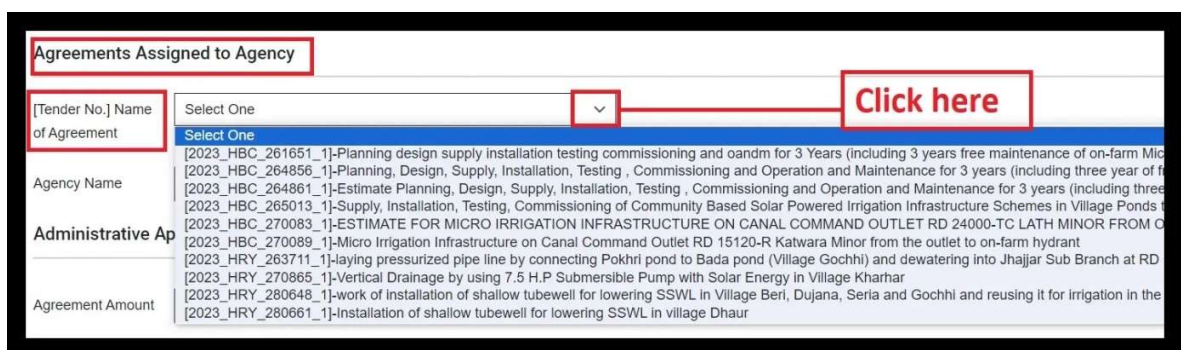 Agreements Assigned to Agency
[Tender No.] Name
of Agreement
Select One
Click here
Select One
[2023_HBC_261651_1]-Planning design supply installation testing commissioning and oandm for 3 Years (including 3 years free maintenance of on-farm Mic
[2023_HBC_264856_1]-Planning, Design, Supply, Installation, Testing , Commissioning and Operation and Maintenance for 3 years (including three year of fr
[2023_HBC_264861_1]-Estimate Planning, Design, Supply, Installation, Testing , Commissioning and Operation and Maintenance for 3 years (including three
[2023_HBC_265013_1]-Supply, Installation, Testing, Commissioning of Community Based Solar Powered Irrigation Infrastructure Schemes in Village Ponds t
[2023_HBC_270083_1]-ESTIMATE FOR MICRO IRRIGATION INFRASTRUCTURE ON CANAL COMMAND OUTLET RD 24000-TC LATH MINOR FROM O
[2023_HBC_270089_1]-Micro Irrigation Infrastructure on Canal Command Outlet RD 15120-R Katwara Minor from the outlet to on-farm hydrant
[2023_HRY_263711_1]-laying pressurized pipe line by connecting Pokhri pond to Bada pond (Village Gochhi) and dewatering into Jhajjar Sub Branch at RD
[2023_HRY_270865_1]-Vertical Drainage by using 7.5 H.P Submersible Pump with Solar Energy in Village Kharhar
[2023_HRY_280648_1]-work of installation of shallow tubewell for lowering SSWL in Village Beri, Dujana, Seria and Gochhi and reusing it for irrigation in the
[2023_HRY_280661_1]-Installation of shallow tubewell for lowering SSWL in village Dhaur
Agency Name
Administrative Ap
Agreement Amount